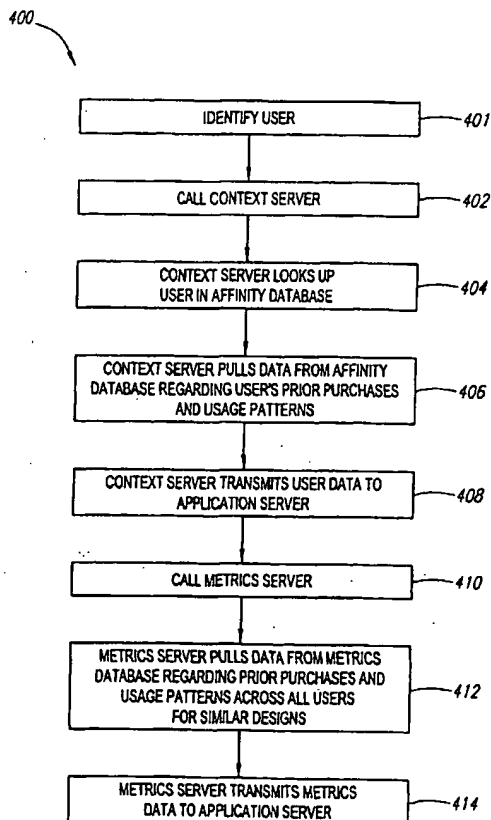 400
IDENTIFY USER
401
CALL CONTEXT SERVER
402
CONTEXT SERVER LOOKS UP
USER IN AFFINITY DATABASE
404
CONTEXT SERVER PULLS DATA FROM AFFINITY
DATABASE REGARDING USER'S PRIOR PURCHASES
AND USAGE PATTERNS
406
CONTEXT SERVER TRANSMITS USER DATA TO
APPLICATION SERVER
408
CALL METRICS SERVER
410
METRICS SERVER PULLS DATA FROM METRICS
DATABASE REGARDING PRIOR PURCHASES AND
USAGE PATTERNS ACROSS ALL USERS
FOR SIMILAR DESIGNS
412
METRICS SERVER TRANSMITS METRICS
DATA TO APPLICATION SERVER
414